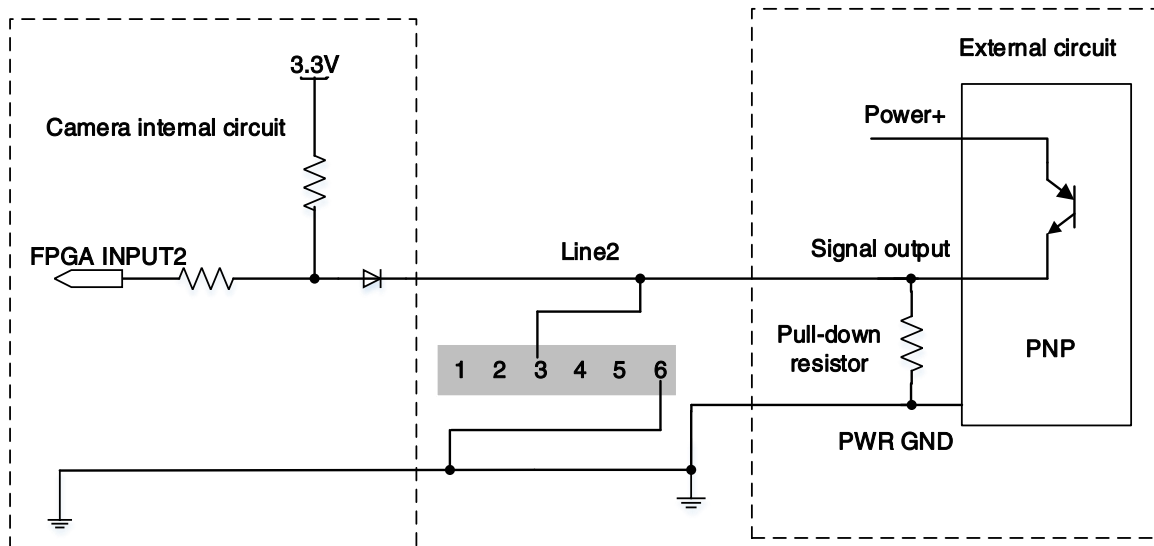 External circuit
3.3V
Camera internal circuit
Power+
FPGA INPUT2
Line2
Signal output
Pull-down
resistor
PNP
1 2 3 4 5 6
PWR GND